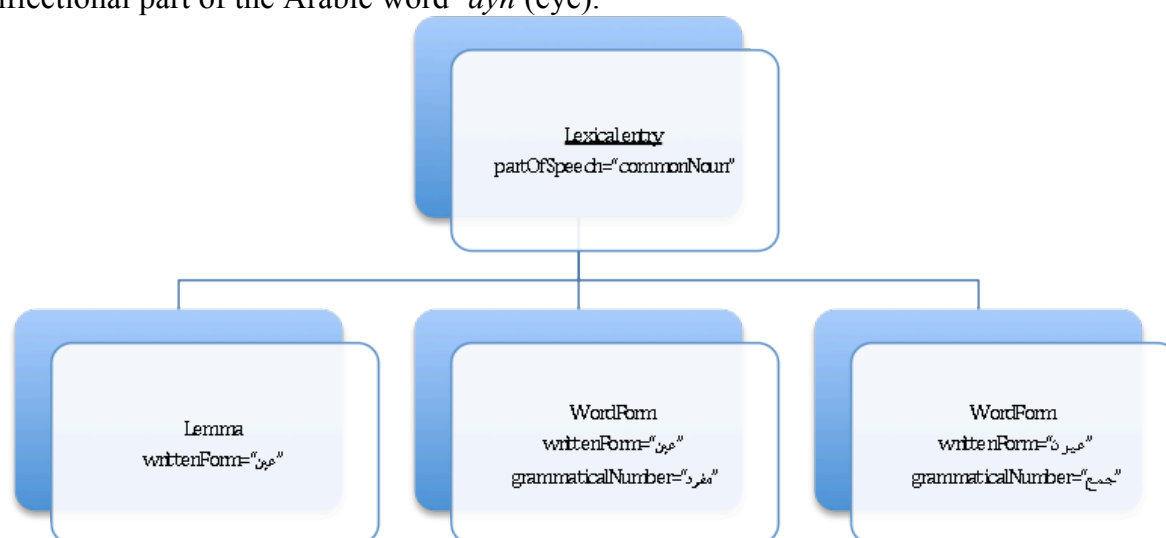 inflectional part of the Arabic word ʿayn (eye).
Lexical entry
partOfSpeech="commonNoun"
Lemma
writtenForm="عين"
WordForm
writtenForm="عين"
grammaticalNumber="مفرد"
WordForm
writtenForm="عيون"
grammaticalNumber="جمع"